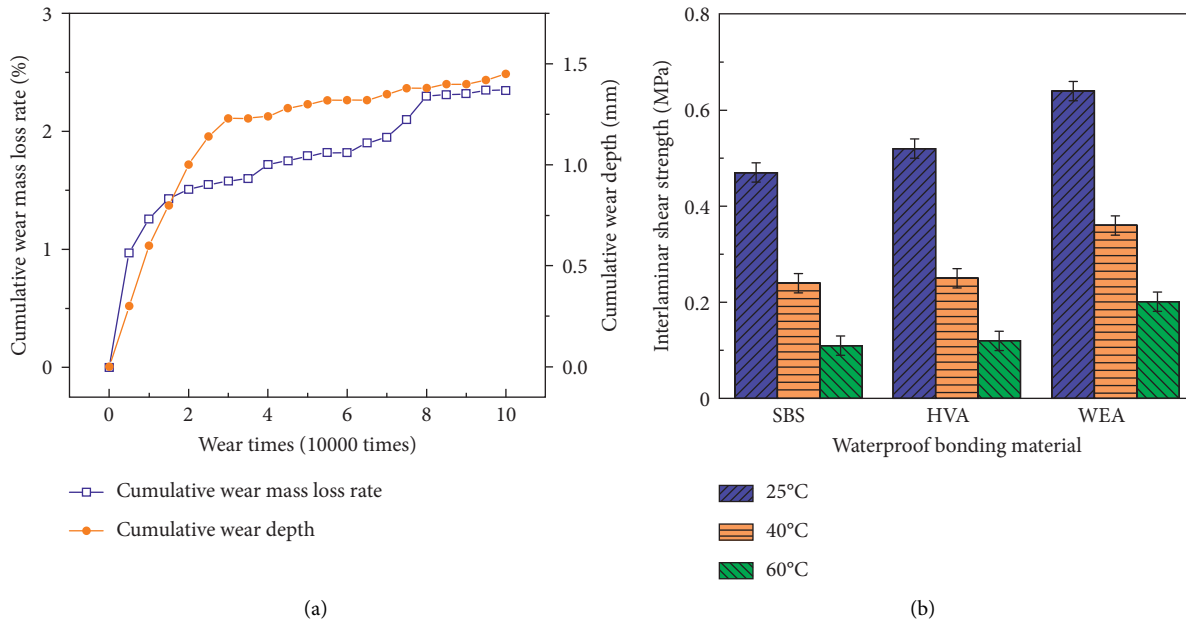 3
2
1
0
Cumulative wear mass loss rate (%)
1.5
1.0
0.5
0.0
Cumulative wear depth (mm)
0 2 4 6 8 10
Wear times (10000 times)
Cumulative wear mass loss rate
Cumulative wear depth
(a)
0.8
0.6
0.4
0.2
0
Interlaminar shear strength (MPa)
SBS HVA WEA
Waterproof bonding material
25°C
40°C
60°C
(b)